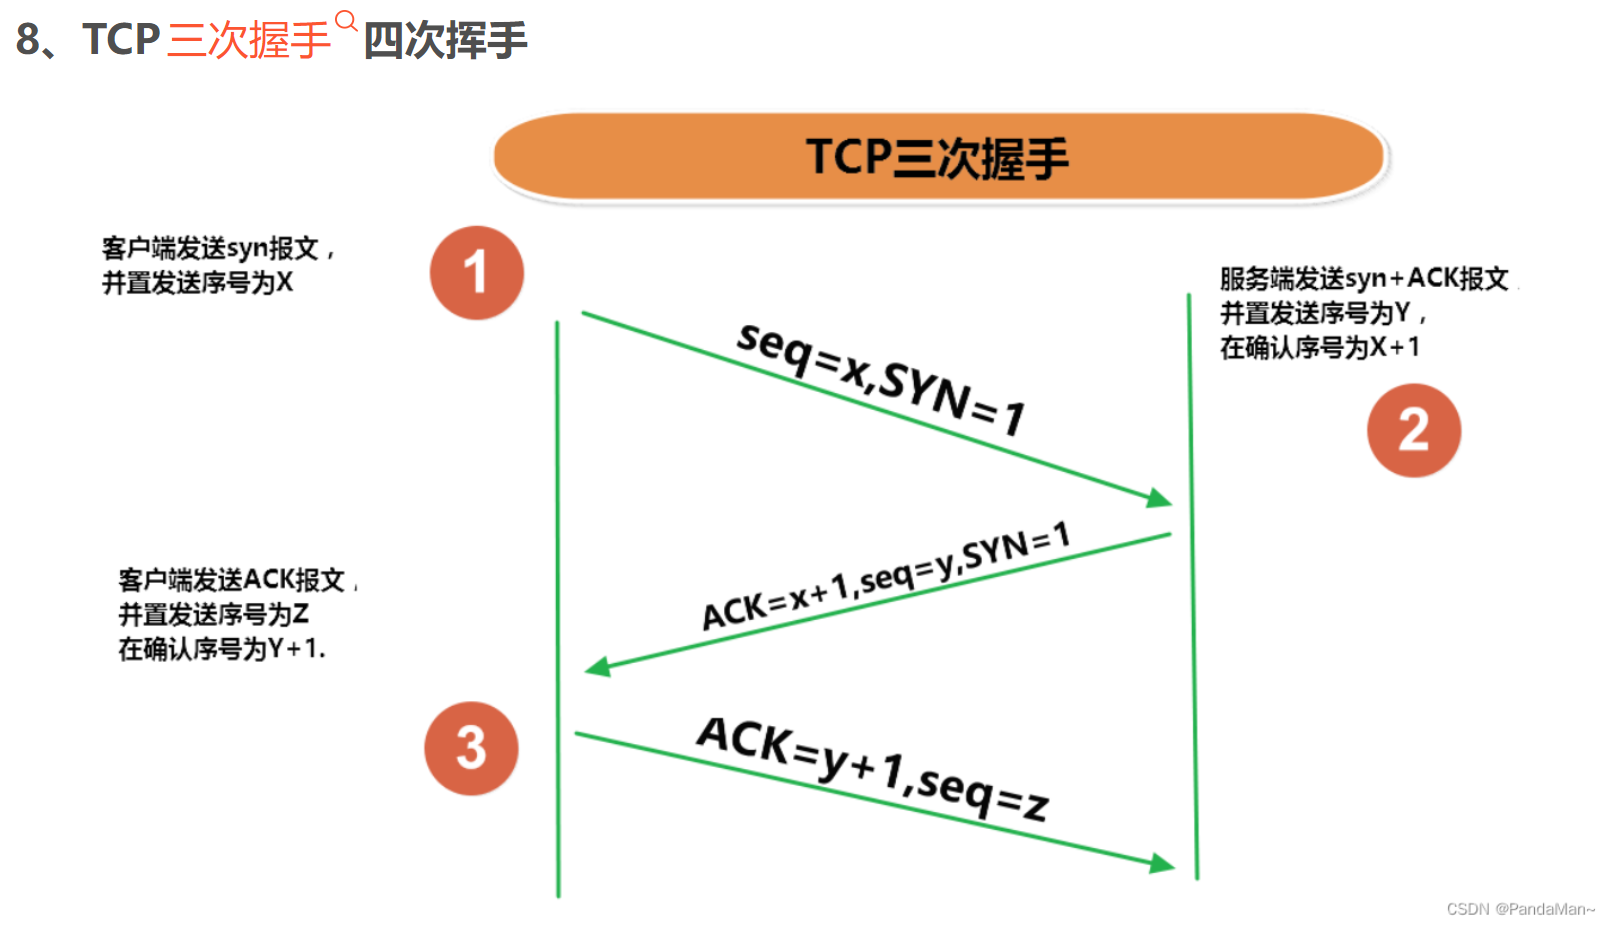 8、TCP三次握手 四次挥手
TCP三次握手
客户端发送syn报文，
并置发送序号为X
1
服务端发送syn+ACK报文
并置发送序号为Y，
在确认序号为X+1
2
seq=x,SYN=1
ACK=x+1,seq=y,SYN=1
客户端发送ACK报文，
并置发送序号为Z
在确认序号为Y+1.
3
ACK=y+1,seq=z
CSDN @PandaMan~